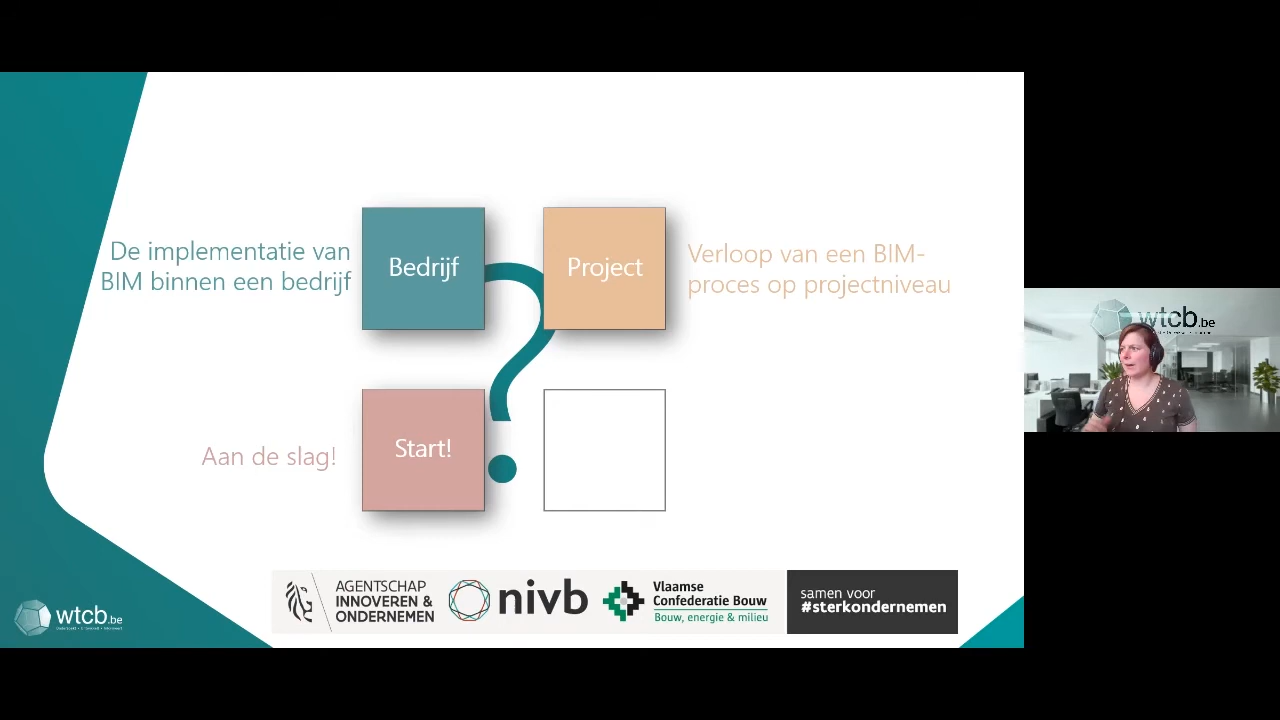 De implementatie van
BIM binnen een bedrijf
Bedrijf
Project
Verloop van een BIM-
proces op projectniveau
Aan de slag!
Start!
wtcb.be
AGENTSCHAP
INNOVEREN &
ONDERNEMEN
nivb
Vlaamse
Confederatie Bouw
Bouw, energie & milieu
samen voor
#sterkondernemen
wtcb.be